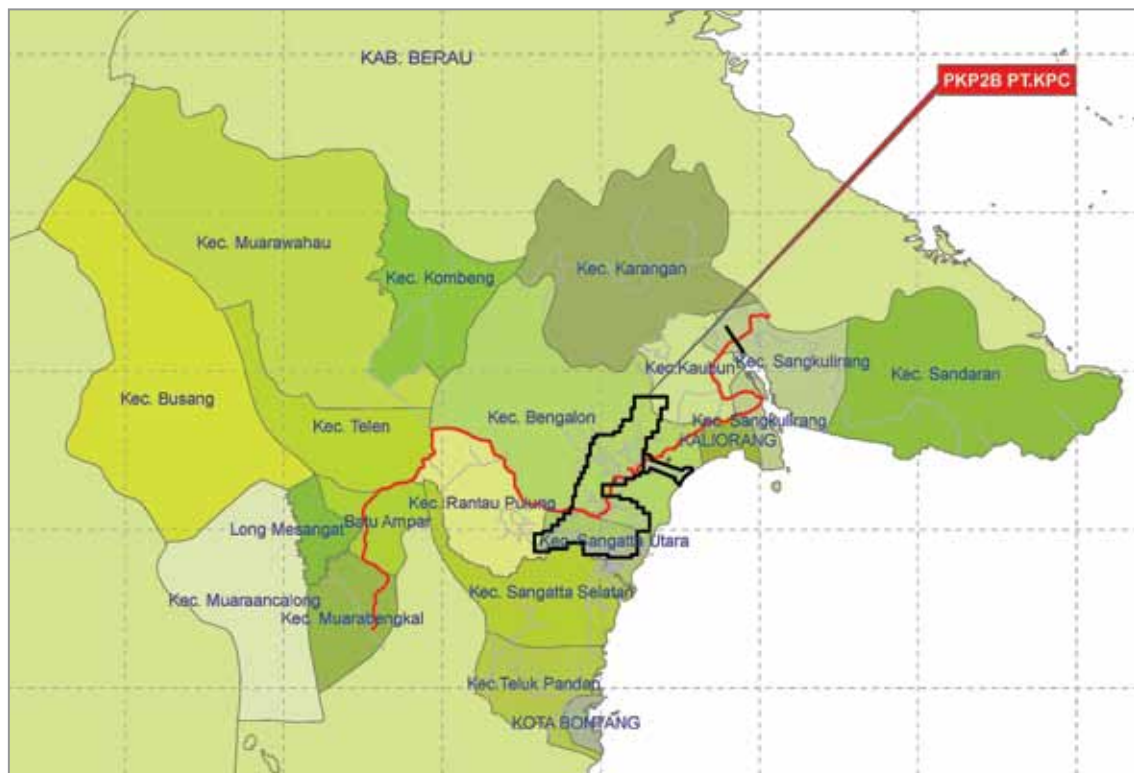 KAB. BERAU
PKP2B PT.KPC
Kec. Muarawahau
Kec. Kombeng
Kec. Karangan
Kec.Kaubun
Kec. Sangkulirang
Kec. Sandaran
Kec. Busang
Kec. Telen
Kec. Bengalon
Kec. Sangkulirang
KALIORANG
Kec. Rantau Pulung
Long Mesangat
Batu Ampar
Kec. Sangatta Utara
Kec. Muaraancalong
Kec. Muarabengkal
Kec. Sangatta Selatan
Kec.Teluk Pandan
KOTA BONTANG